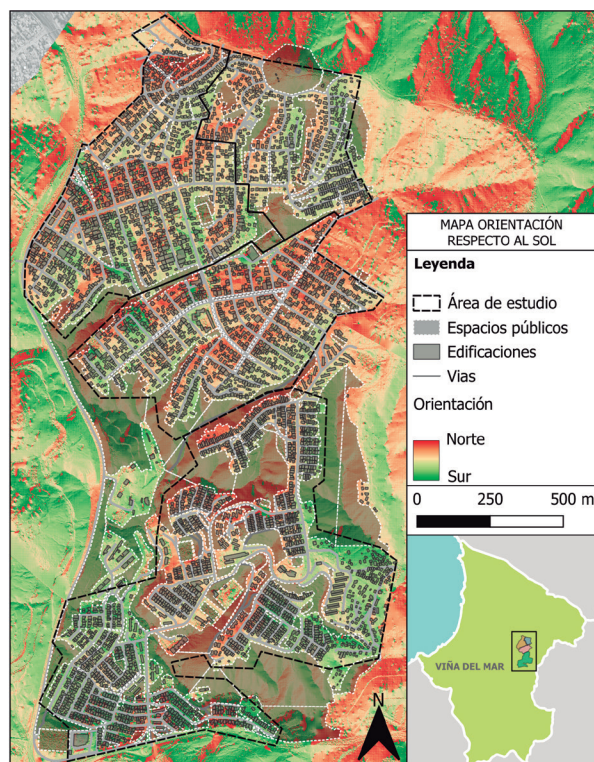 MAPA ORIENTACIÓN
RESPECTO AL SOL
Leyenda
Área de estudio
Espacios públicos
Edificaciones
Vias
Orientación
Norte
Sur
0 250 500 m
VIÑA DEL MAR
N